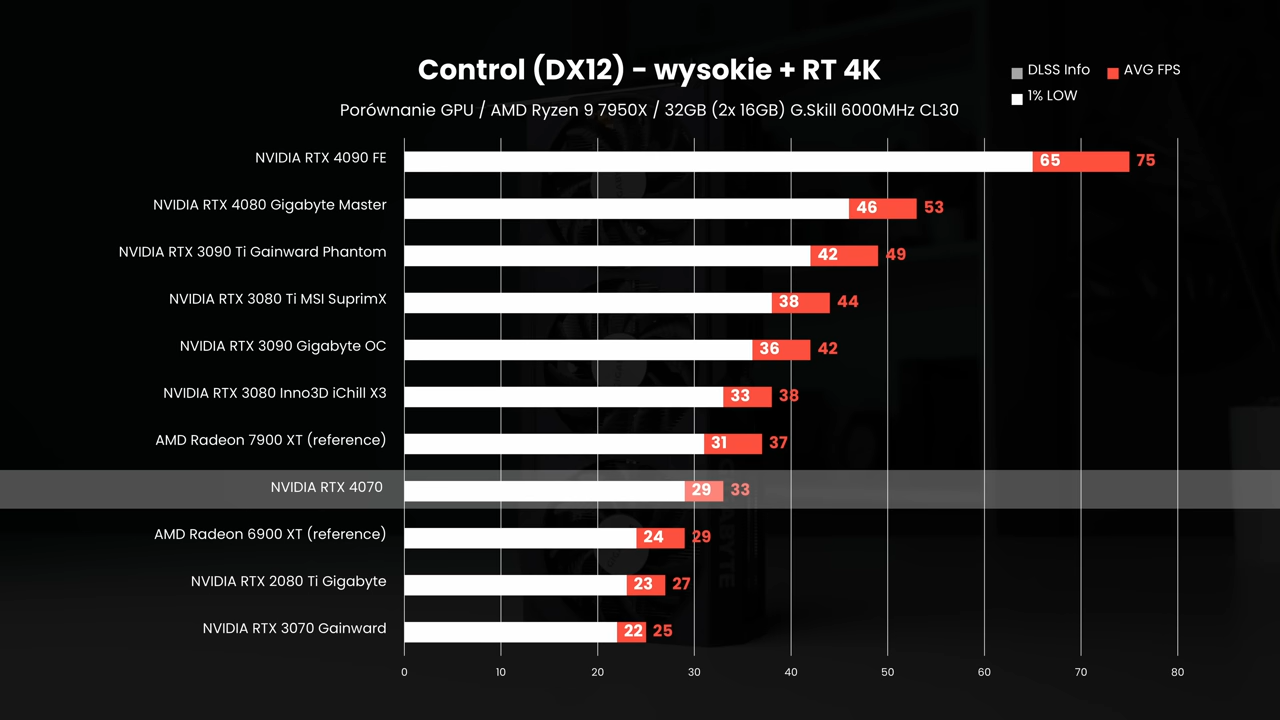 Control (DX12) - wysokie + RT 4K
Porównanie GPU / AMD Ryzen 9 7950X / 32GB (2x 16GB) G.Skill 6000MHz CL30
DLSS Info AVG FPS
1% LOW
NVIDIA RTX 4090 FE 65 75
NVIDIA RTX 4080 Gigabyte Master 46 53
NVIDIA RTX 3090 Ti Gainward Phantom 42 49
NVIDIA RTX 3080 Ti MSI SuprimX 38 44
NVIDIA RTX 3090 Gigabyte OC 36 42
NVIDIA RTX 3080 Inno3D iChill X3 33 38
AMD Radeon 7900 XT (reference) 31 37
NVIDIA RTX 4070 29 33
AMD Radeon 6900 XT (reference) 24 29
NVIDIA RTX 2080 Ti Gigabyte 23 27
NVIDIA RTX 3070 Gainward 22 25
0 10 20 30 40 50 60 70 80